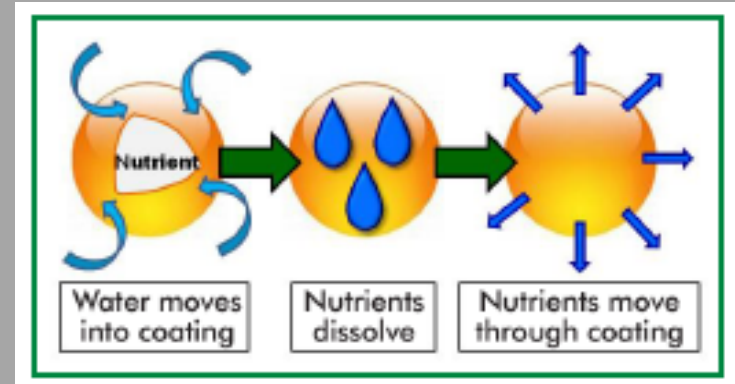 Nutrient
Water moves
into coating
Nutrients
dissolve
Nutrients move
through coating